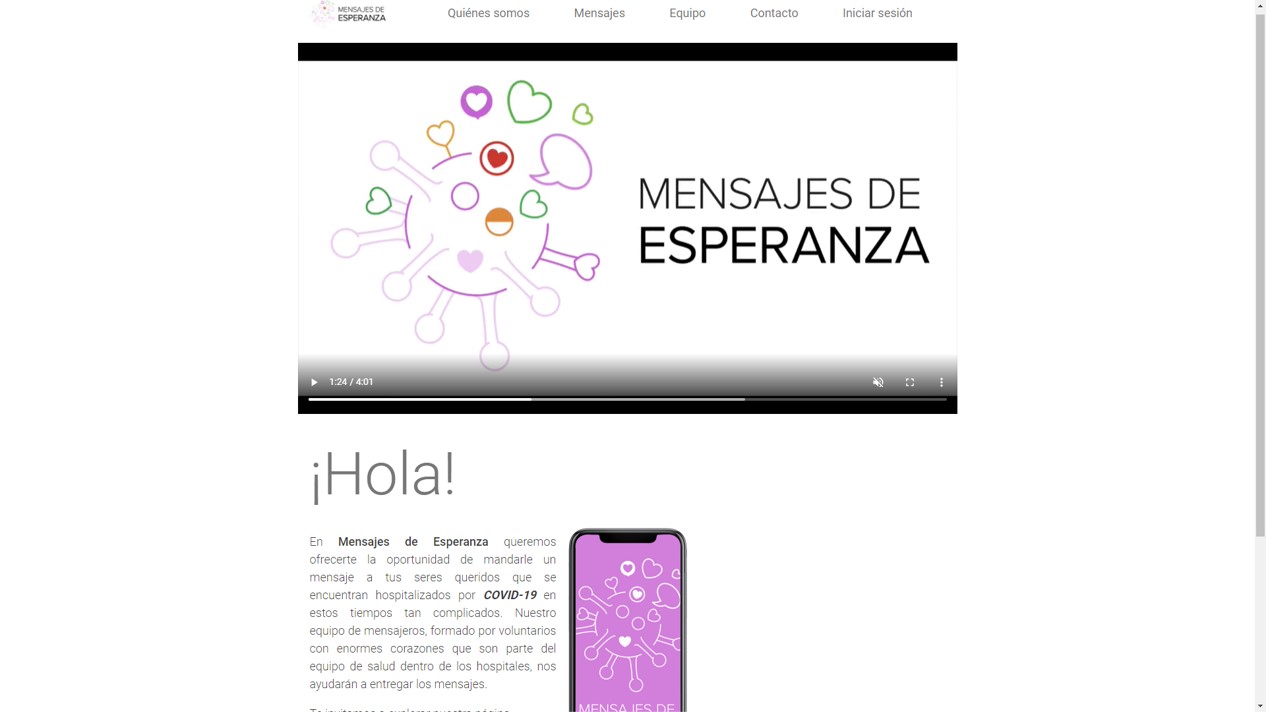 MENSAJES DE
ESPERANZA
Quiénes somos
Mensajes
Equipo
Contacto
Iniciar sesión
MENSAJES DE
ESPERANZA
1:24 / 4:01
¡Hola!
En Mensajes de Esperanza queremos
ofrecerte la oportunidad de mandarle un
mensaje a tus seres queridos que se
encuentran hospitalizados por COVID-19 en
estos tiempos tan complicados. Nuestro
equipo de mensajeros, formado por voluntarios
con enormes corazones que son parte del
equipo de salud dentro de los hospitales, nos
ayudarán a entregar los mensajes.
MENSAJES DE